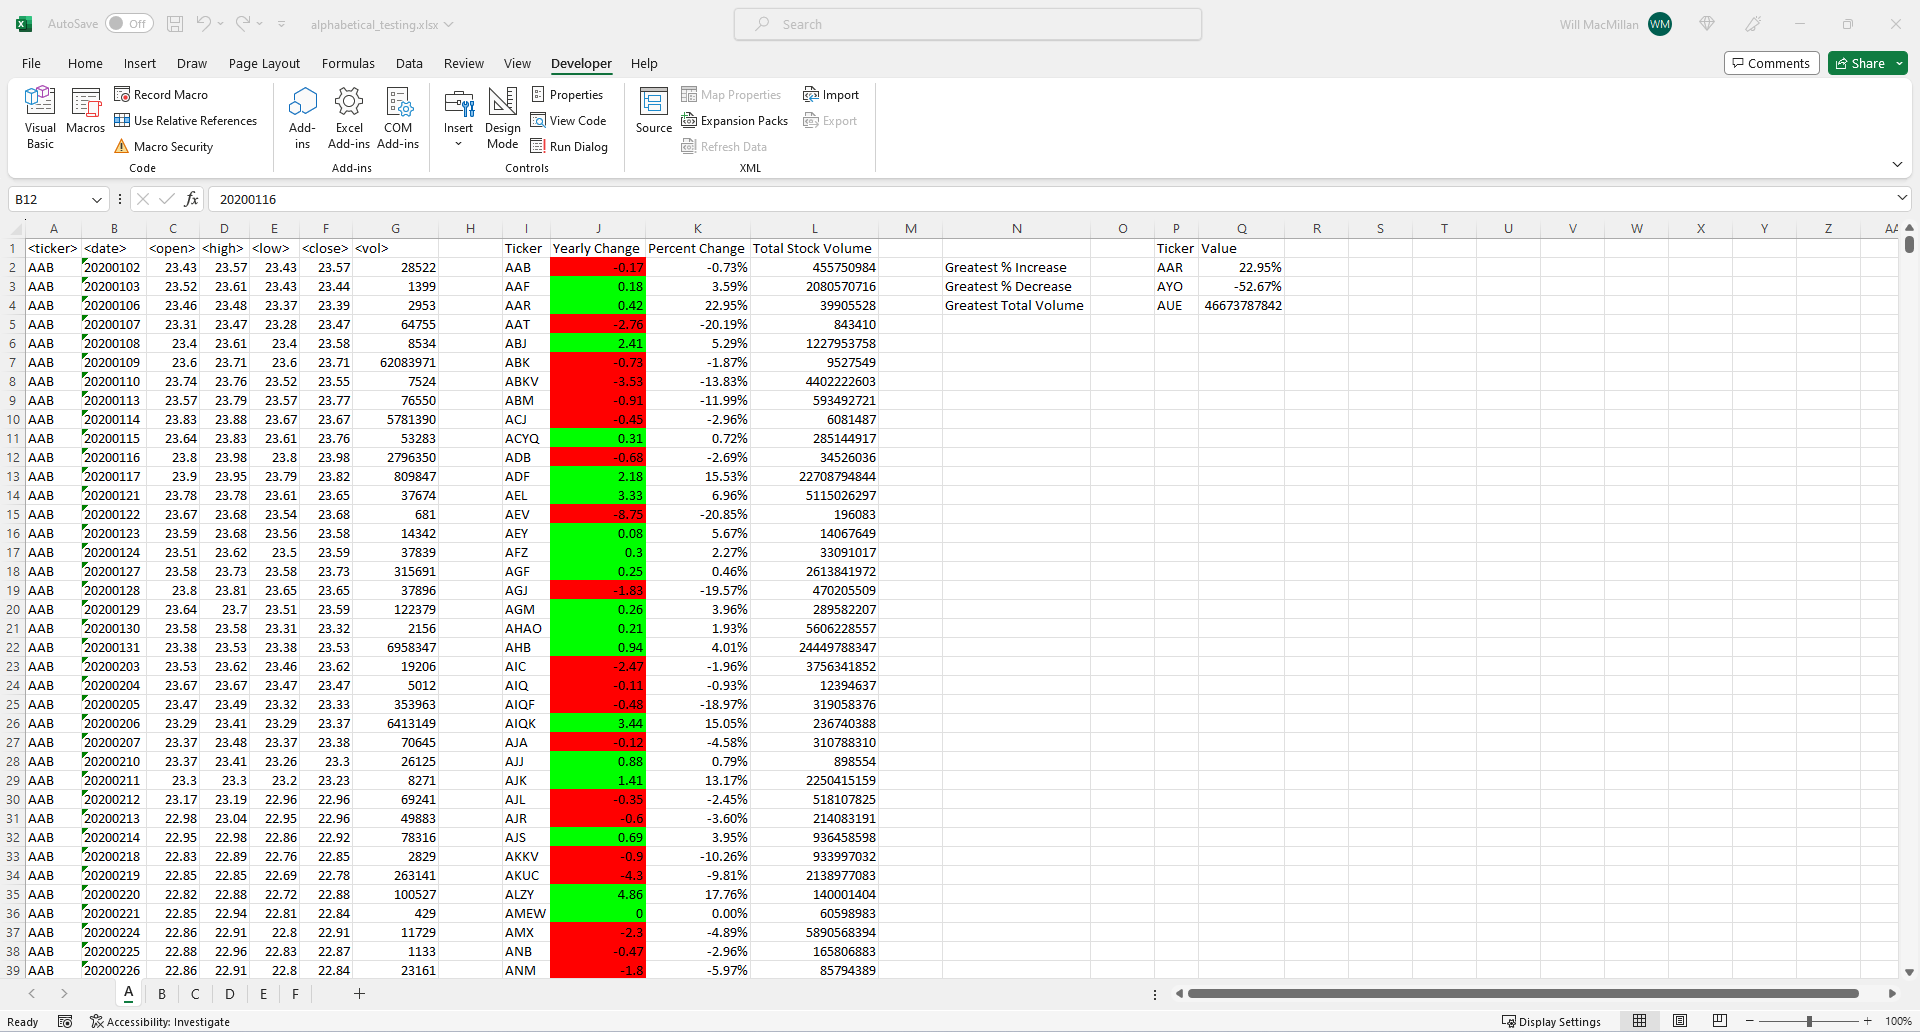 AutoSave Off alphabetical_testing.xlsx Search Will MacMillan WM
File Home Insert Draw Page Layout Formulas Data Review View Developer Help Comments Share
Visual Basic
Macros
Record Macro
Use Relative References
Macro Security
Code
Add-ins
Excel Add-ins
COM Add-ins
Add-ins
Insert
Design Mode
Properties
View Code
Run Dialog
Controls
Source
Map Properties
Expansion Packs
Refresh Data
Import
Export
XML
B12 fx 20200116
A B C D E F G H I J K L M N O P Q R S T U V W X Y Z AA
1 <ticker> <date> <open> <high> <low> <close> <vol> Ticker Yearly Change Percent Change Total Stock Volume Ticker Value
2 AAB 20200102 23.43 23.57 23.43 23.57 28522 AAB -0.17 -0.73% 455750984 Greatest % Increase AAR 22.95%
3 AAB 20200103 23.52 23.61 23.43 23.44 1399 AAF 0.18 3.59% 2080570716 Greatest % Decrease AYO -52.67%
4 AAB 20200106 23.46 23.48 23.37 23.39 2953 AAR 0.42 22.95% 39905528 Greatest Total Volume AUE 46673787842
5 AAB 20200107 23.31 23.47 23.28 23.47 64755 AAT -2.76 -20.19% 843410
6 AAB 20200108 23.4 23.61 23.4 23.58 8534 ABJ 2.41 5.29% 1227953758
7 AAB 20200109 23.6 23.71 23.6 23.71 62083971 ABK -0.73 -1.87% 9527549
8 AAB 20200110 23.74 23.76 23.52 23.55 7524 ABKV -3.53 -13.83% 4402222603
9 AAB 20200113 23.57 23.79 23.57 23.77 76550 ABM -0.91 -11.99% 593492721
10 AAB 20200114 23.83 23.88 23.67 23.67 5781390 ACJ -0.45 -2.96% 6081487
11 AAB 20200115 23.64 23.83 23.61 23.76 53283 ACYQ 0.31 0.72% 285144917
12 AAB 20200116 23.8 23.98 23.8 23.98 2796350 ADB -0.68 -2.69% 34526036
13 AAB 20200117 23.9 23.95 23.79 23.82 809847 ADF 2.18 15.53% 22708794844
14 AAB 20200121 23.78 23.78 23.61 23.65 37674 AEL 3.33 6.96% 5115026297
15 AAB 20200122 23.67 23.68 23.54 23.68 681 AEV -8.75 -20.85% 196083
16 AAB 20200123 23.59 23.68 23.56 23.58 14342 AEY 0.08 5.67% 14067649
17 AAB 20200124 23.51 23.62 23.5 23.59 37839 AFZ 0.3 2.27% 33091017
18 AAB 20200127 23.58 23.73 23.58 23.73 315691 AGF 0.25 0.46% 2613841972
19 AAB 20200128 23.8 23.81 23.65 23.65 37896 AGJ -1.83 -19.57% 470205509
20 AAB 20200129 23.64 23.7 23.51 23.59 122379 AGM 0.26 3.96% 289582207
21 AAB 20200130 23.58 23.58 23.31 23.32 2156 AHAO 0.21 1.93% 5606228557
22 AAB 20200131 23.38 23.53 23.38 23.53 6958347 AHB 0.94 4.01% 24449788347
23 AAB 20200203 23.53 23.62 23.46 23.62 19206 AIC -2.47 -1.96% 3756341852
24 AAB 20200204 23.67 23.67 23.47 23.47 5012 AIQ -0.11 -0.93% 12394637
25 AAB 20200205 23.47 23.49 23.32 23.33 353963 AIQF -0.48 -18.97% 319058376
26 AAB 20200206 23.29 23.41 23.29 23.37 6413149 AIQK 3.44 15.05% 236740388
27 AAB 20200207 23.37 23.48 23.37 23.38 70645 AJA -0.12 -4.58% 310788310
28 AAB 20200210 23.37 23.41 23.26 23.3 26125 AJJ 0.88 0.79% 898554
29 AAB 20200211 23.3 23.3 23.2 23.23 8271 AJK 1.41 13.17% 2250415159
30 AAB 20200212 23.17 23.19 22.96 22.96 69241 AJL -0.35 -2.45% 518107825
31 AAB 20200213 22.98 23.04 22.95 22.96 49883 AJR -0.6 -3.60% 214083191
32 AAB 20200214 22.95 22.98 22.86 22.92 78316 AJS 0.69 3.95% 936458598
33 AAB 20200218 22.83 22.89 22.76 22.85 2829 AKKV -0.9 -10.26% 933997032
34 AAB 20200219 22.85 22.85 22.69 22.78 263141 AKUC -4.3 -9.81% 2138977083
35 AAB 20200220 22.82 22.88 22.72 22.88 100527 ALZY 4.86 17.76% 140001404
36 AAB 20200221 22.85 22.94 22.81 22.84 429 AMEW 0 0.00% 60598983
37 AAB 20200224 22.86 22.91 22.8 22.91 11729 AMX -2.3 -4.89% 5890568394
38 AAB 20200225 22.88 22.96 22.83 22.87 1133 ANB -0.47 -2.96% 165806883
39 AAB 20200226 22.86 22.91 22.8 22.84 23161 ANM -1.8 -5.97% 85794389
A B C D E F
Ready Accessibility: Investigate Display Settings 100%